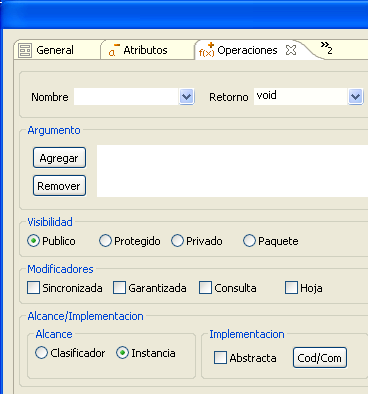 General Atributos f(x) Operaciones »2
Nombre Retorno void
Argumento
Agregar
Remover
Visibilidad
Publico Protegido Privado Paquete
Modificadores
Sincronizada Garantizada Consulta Hoja
Alcance/Implementacion
Alcance Implementacion
Clasificador Instancia Abstracta Cod/Com